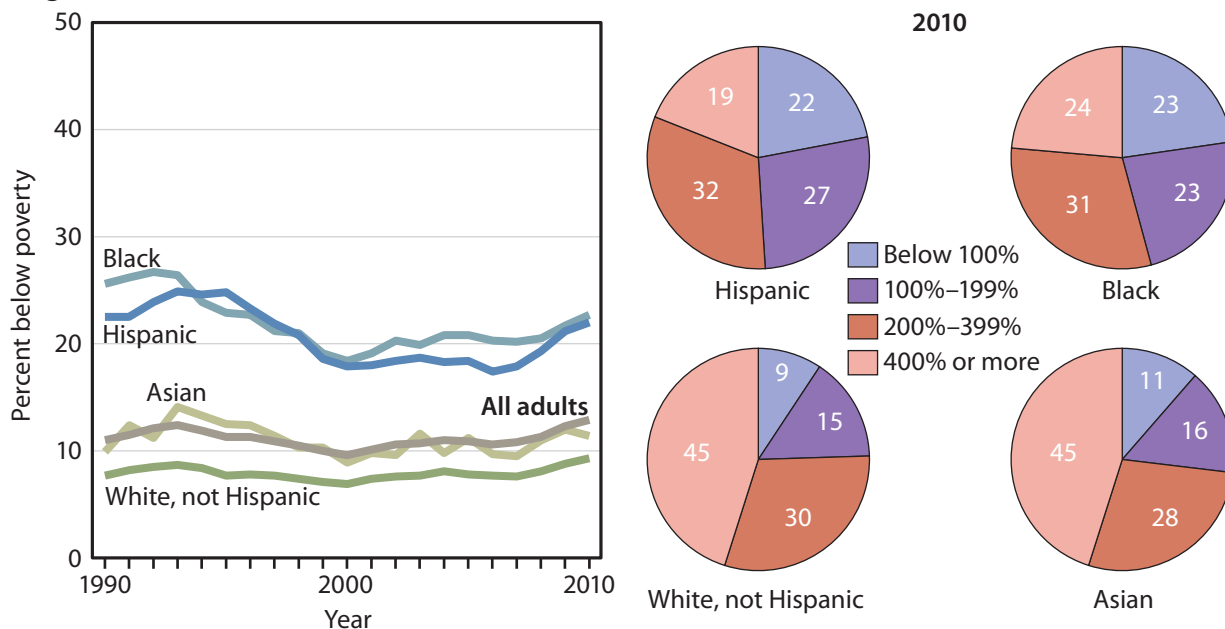 50
40
30
20
10
0
Percent below poverty
Black
Hispanic
Asian
All adults
White, not Hispanic
1990
2000
2010
Year
2010
19
22
32
27
Hispanic
24
23
31
23
Black
Below 100%
100%–199%
200%–399%
400% or more
9
15
45
30
White, not Hispanic
11
16
45
28
Asian